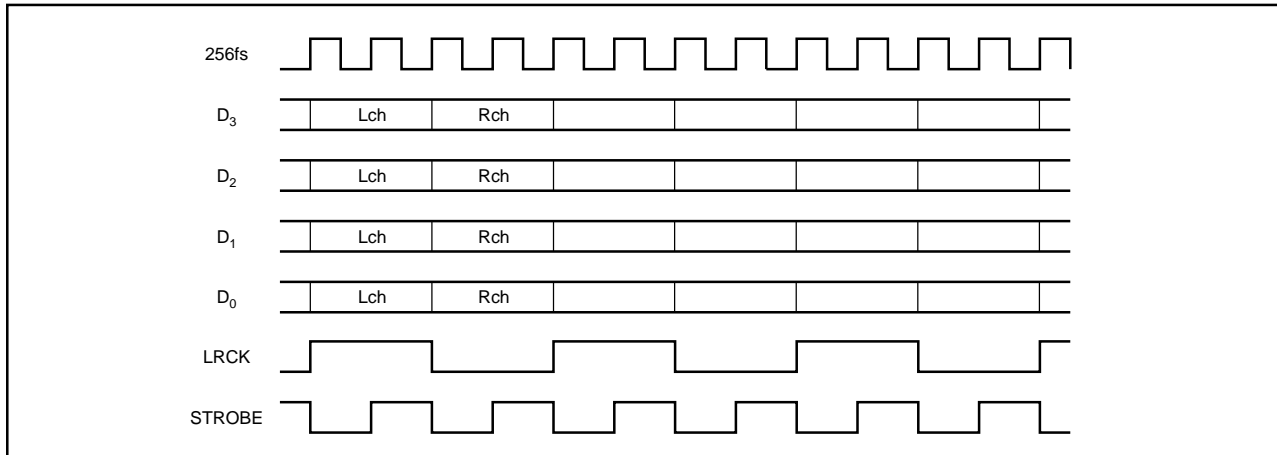 256fs
D3 Lch Rch
D2 Lch Rch
D1 Lch Rch
D0 Lch Rch
LRCK
STROBE